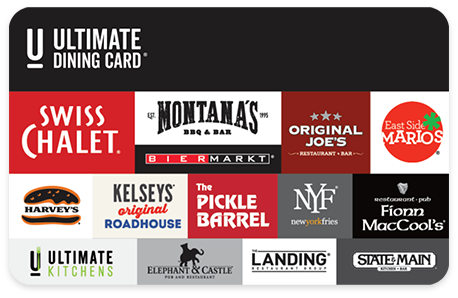 U ULTIMATE
DINING CARD®
SWISS
CHALET®
EST. MONTANA'S 1995
BBQ & BAR
BIERMARKT®
ORIGINAL
JOE'S
RESTAURANT • BAR
East Side
MARIO'S®
HARVEY'S®
KELSEYS®
original
ROADHOUSE
The
PICKLE
BARREL
NYF®
newyorkfries
restaurant • pub
Fionn
MacCool's®
U ULTIMATE
KITCHENS
ELEPHANT & CASTLE®
PUB AND RESTAURANT
THE
LANDING®
RESTAURANT GROUP
STATE & MAIN
KITCHEN • BAR